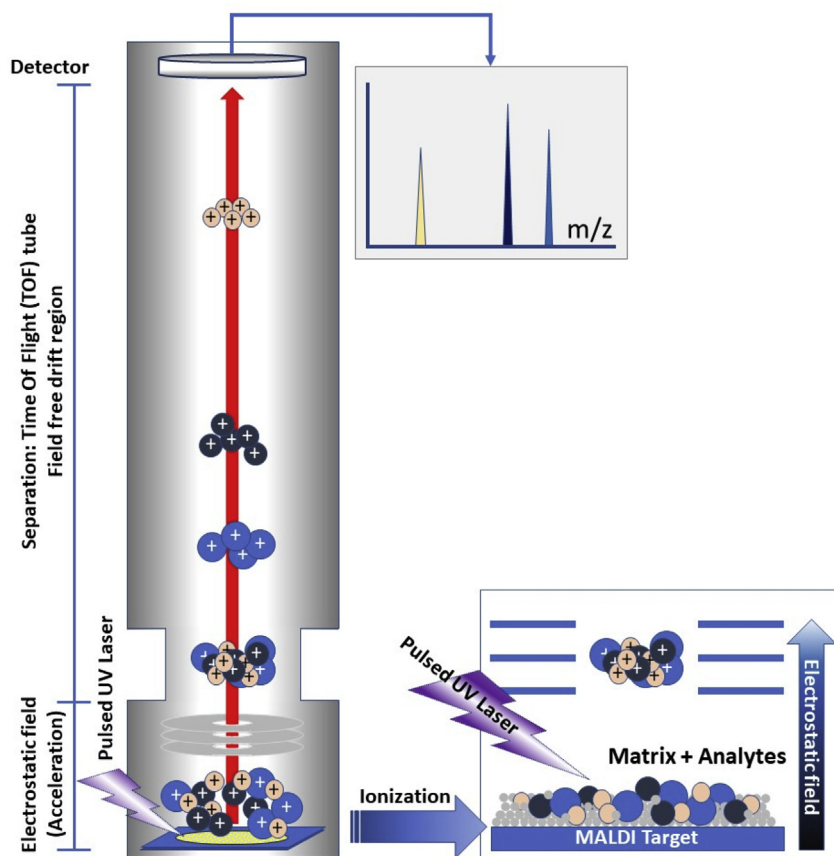 Detector
m/z
Separation: Time Of Flight (TOF) tube
Field free drift region
Pulsed UV Laser
Electrostatic field
(Acceleration)
Ionization
Pulsed UV Laser
Matrix + Analytes
MALDI Target
Electrostatic field